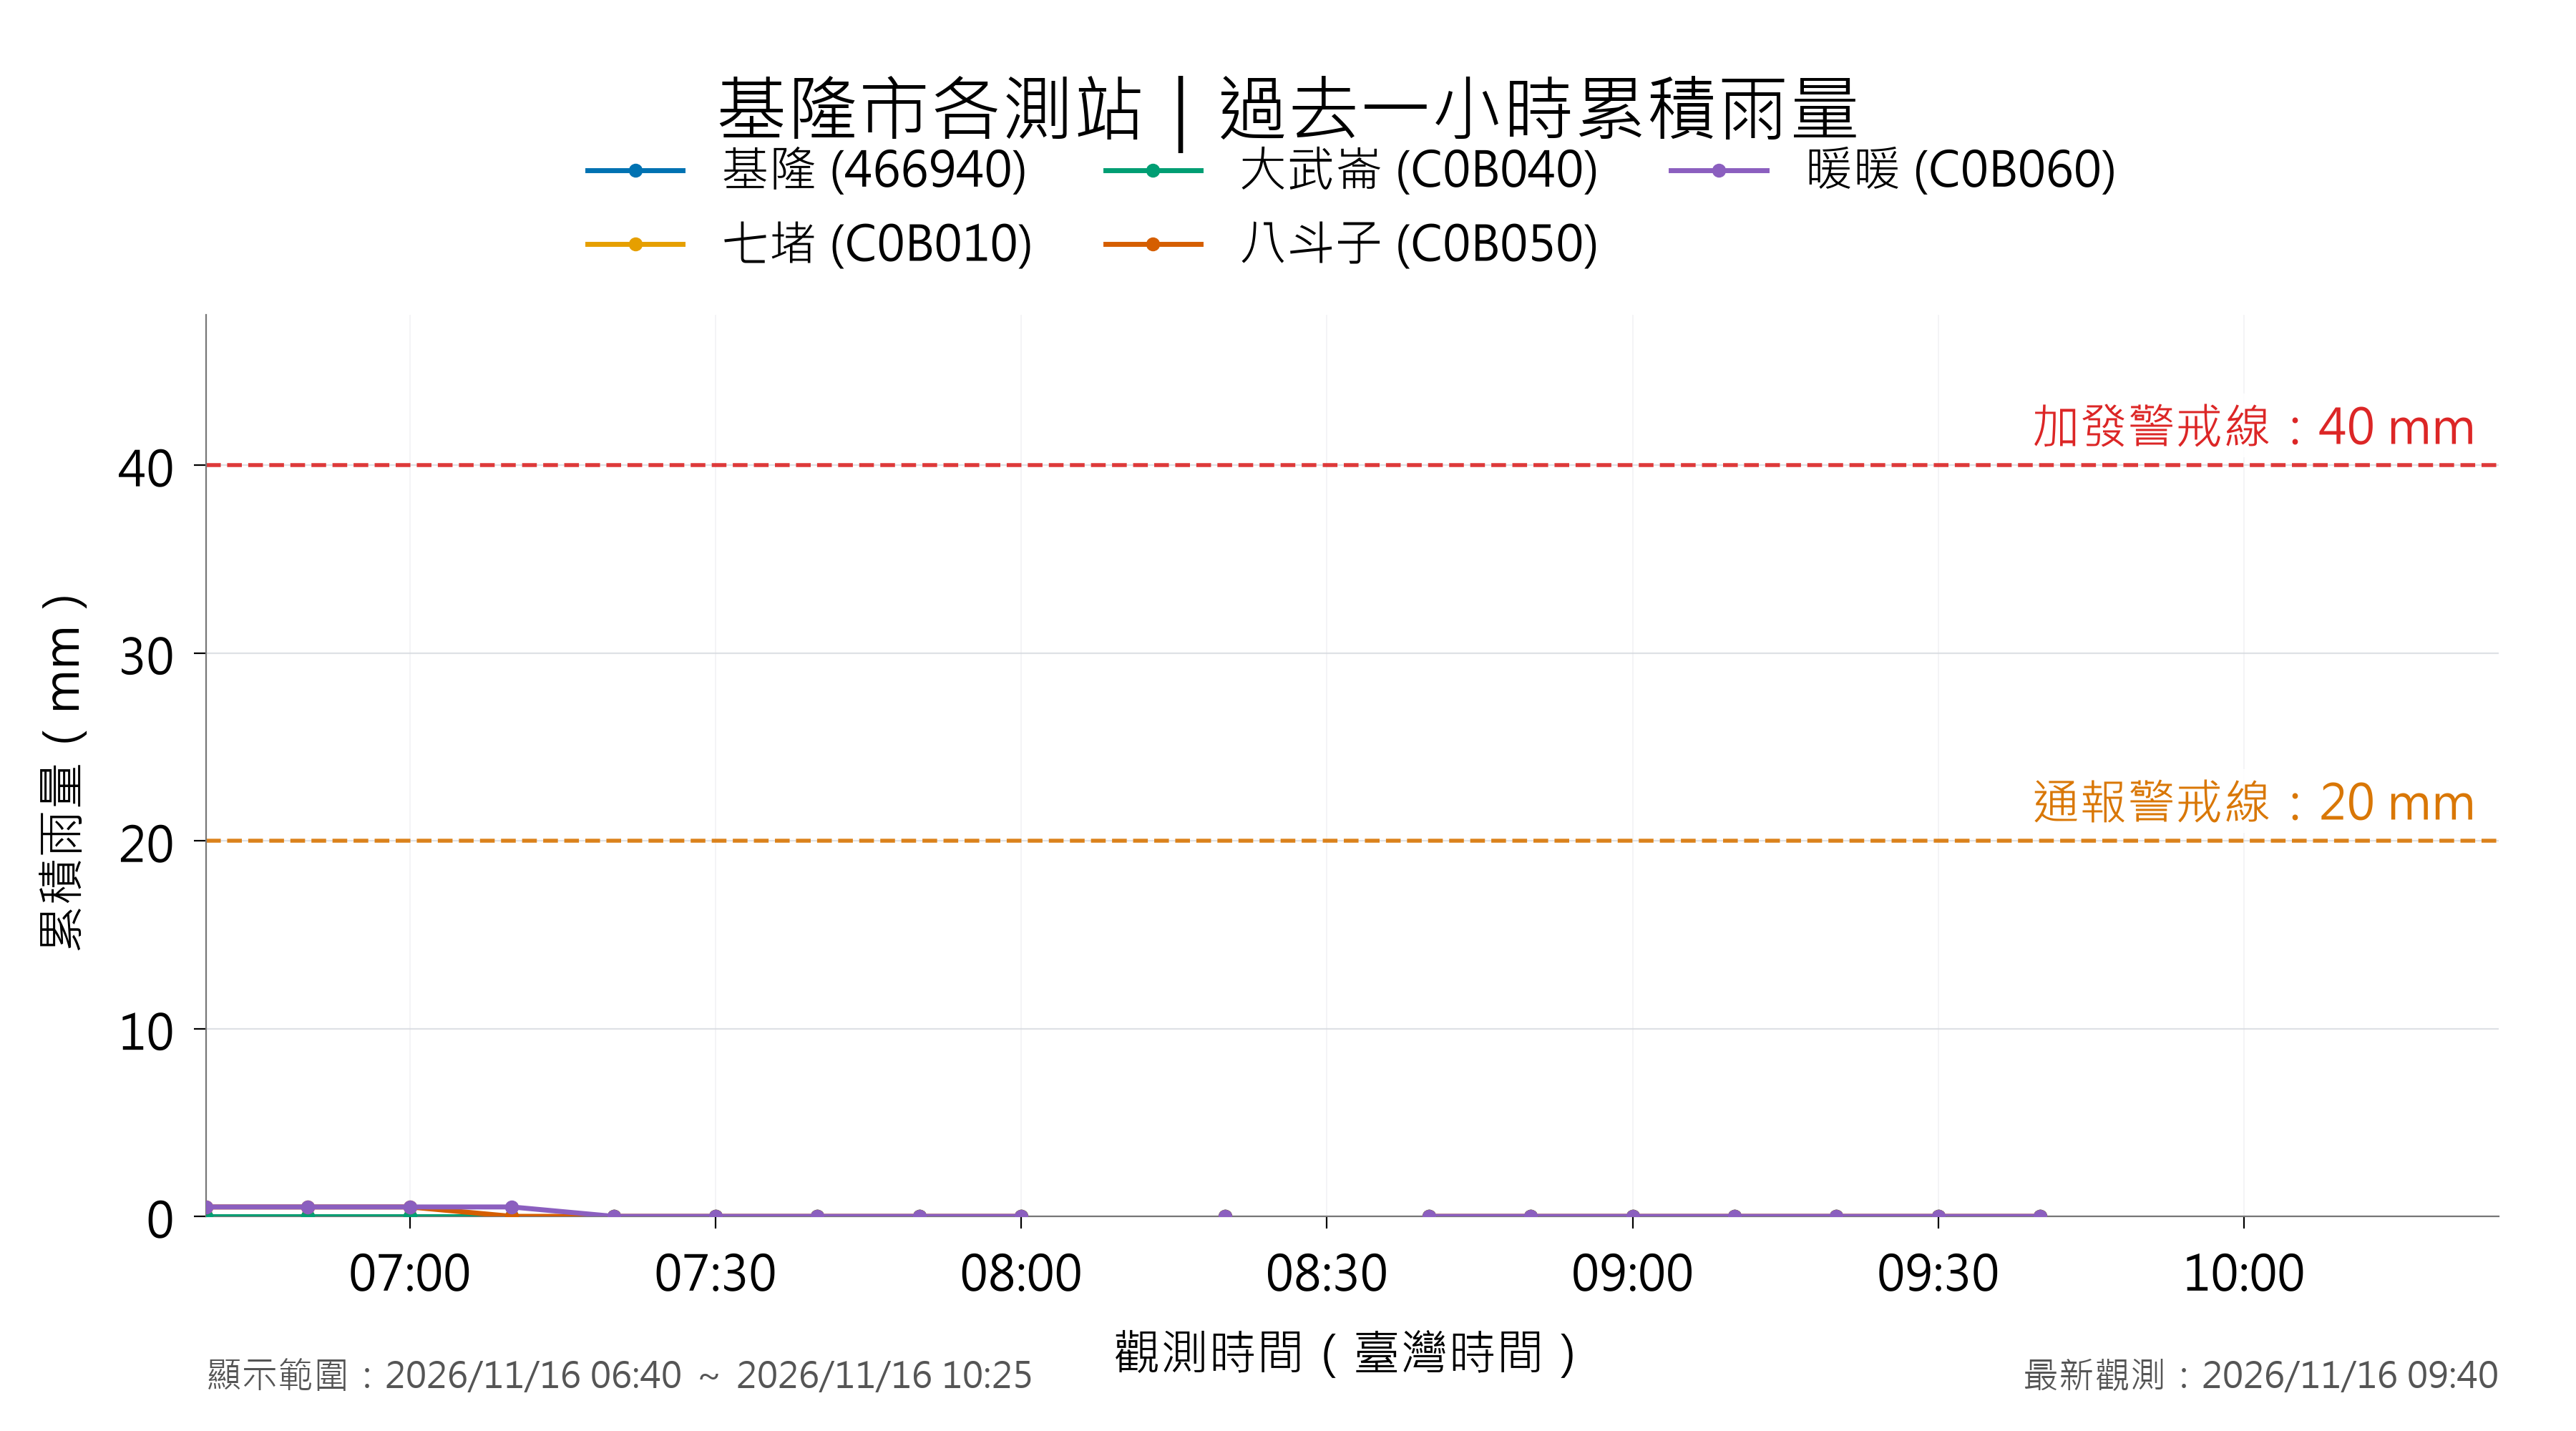 基隆市各測站｜過去一小時累積雨量
基隆 (466940)
大武崙 (C0B040)
暖暖 (C0B060)
七堵 (C0B010)
八斗子 (C0B050)
加發警戒線：40 mm
通報警戒線：20 mm
累積雨量（mm）
40
30
20
10
0
07:00
07:30
08:00
08:30
09:00
09:30
10:00
觀測時間（臺灣時間）
顯示範圍：2026/11/16 06:40 ~ 2026/11/16 10:25
最新觀測：2026/11/16 09:40